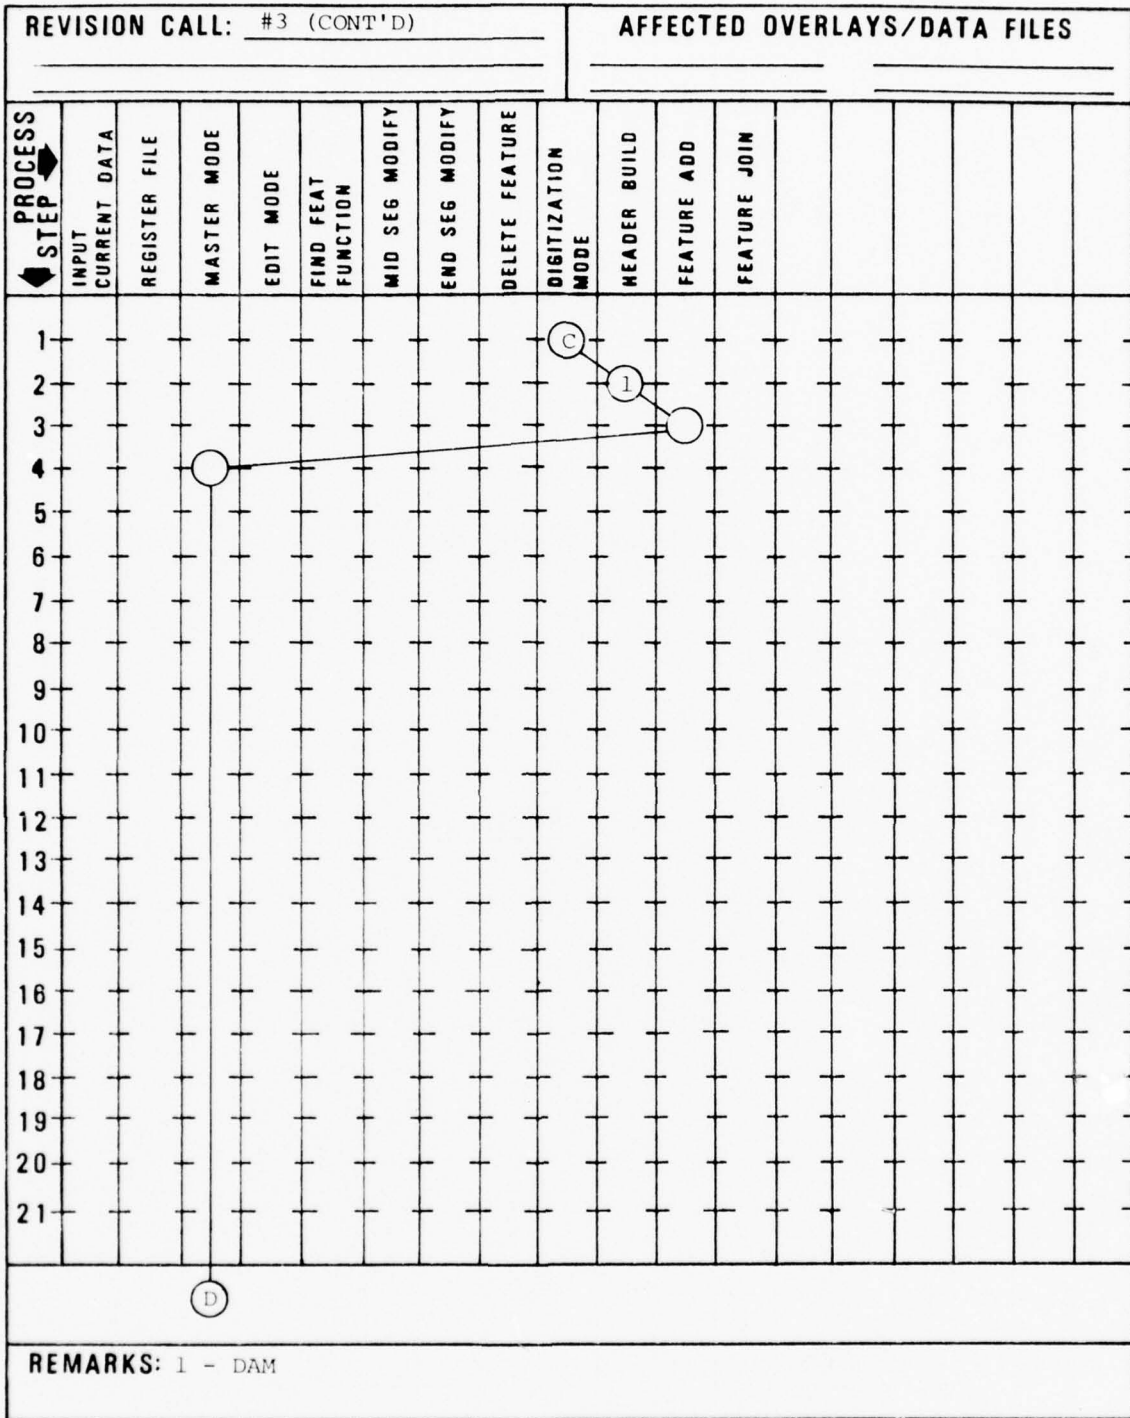 REVISION CALL: #3 (CONT'D)
AFFECTED OVERLAYS/DATA FILES
PROCESS
STEP
INPUT
CURRENT DATA
REGISTER FILE
MASTER MODE
EDIT MODE
FIND FEAT
FUNCTION
MID SEG MODIFY
END SEG MODIFY
DELETE FEATURE
DIGITIZATION
MODE
HEADER BUILD
FEATURE ADD
FEATURE JOIN
1
C
2
1
3
4
5
6
7
8
9
10
11
12
13
14
15
16
17
18
19
20
21
D
REMARKS: 1 - DAM